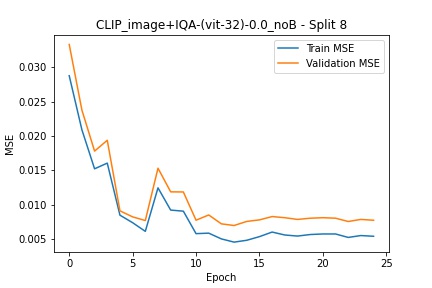 CLIP_image+IQA-(vit-32)-0.0_noB - Split 8
Train MSE
Validation MSE
MSE
0.030
0.025
0.020
0.015
0.010
0.005
0
5
10
15
20
25
Epoch